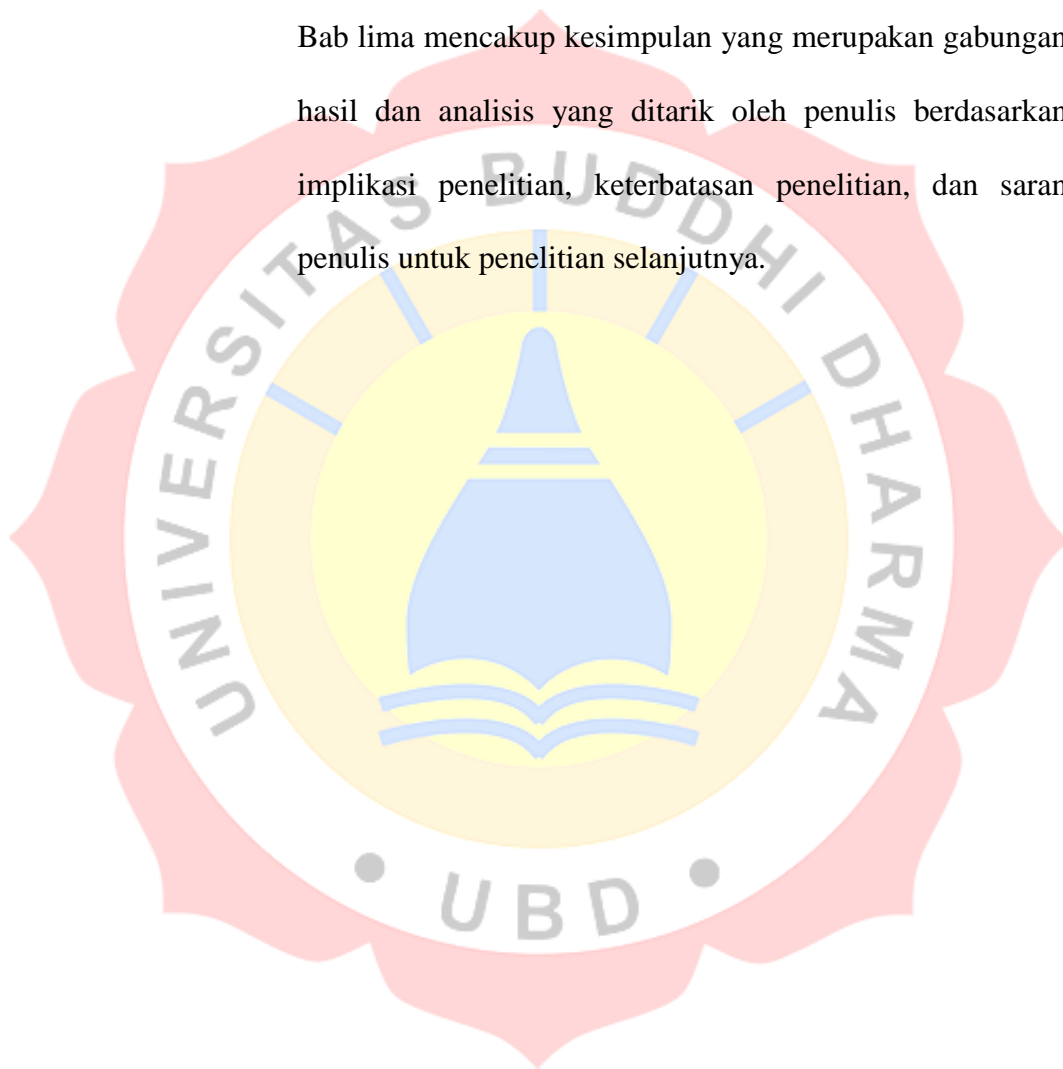 Bab lima mencakup kesimpulan yang merupakan gabungan
hasil dan analisis yang ditarik oleh penulis berdasarkan
implikasi penelitian, keterbatasan penelitian, dan saran
penulis untuk penelitian selanjutnya.
UNIVERSITAS BUDDHI DHARMA
• UBD •